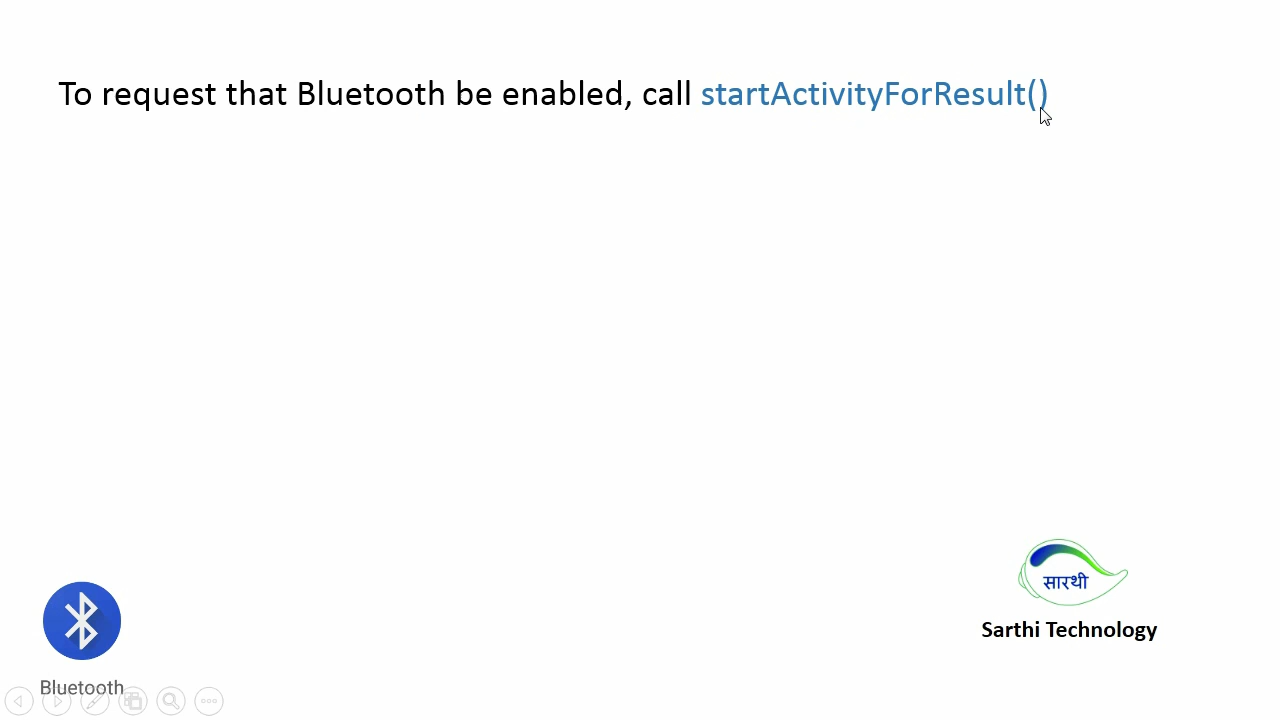 To request that Bluetooth be enabled, call startActivityForResult()
सारथी
Sarthi Technology
Bluetooth